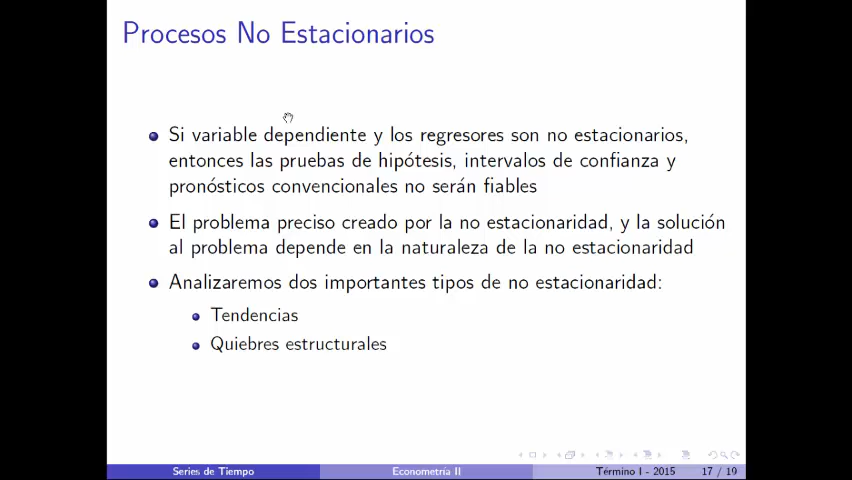 Procesos No Estacionarios
Si variable dependiente y los regresores son no estacionarios,
entonces las pruebas de hipótesis, intervalos de confianza y
pronósticos convencionales no serán fiables
El problema preciso creado por la no estacionaridad, y la solución
al problema depende en la naturaleza de la no estacionaridad
Analizaremos dos importantes tipos de no estacionaridad:
Tendencias
Quiebres estructurales
Series de Tiempo Econometría II Término I - 2015 17 / 19